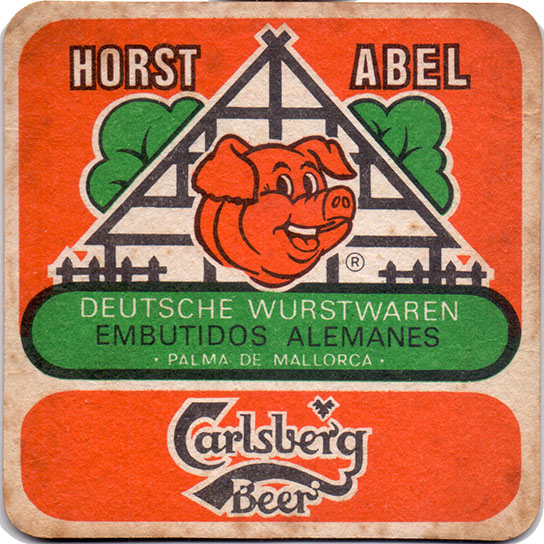 HORST ABEL
®
DEUTSCHE WURSTWAREN
EMBUTIDOS ALEMANES
· PALMA DE MALLORCA ·
Carlsberg
Beer